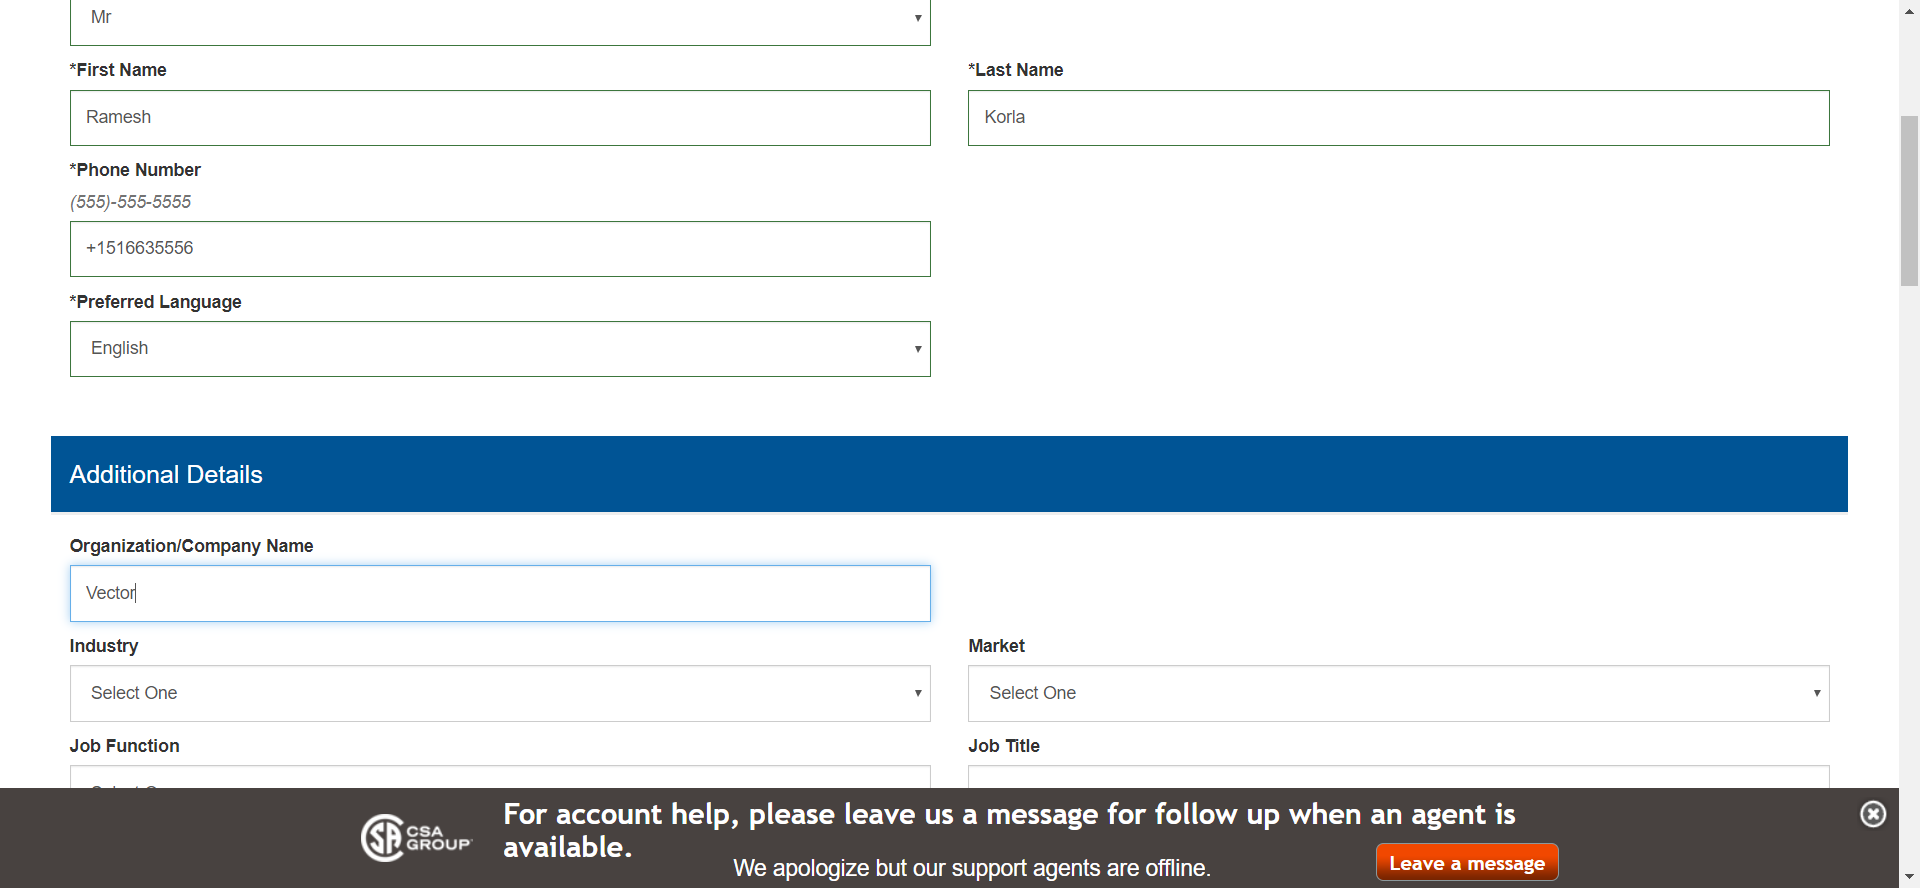 Mr
*First Name
*Last Name
Ramesh
Korla
*Phone Number
(555)-555-5555
+1516635556
*Preferred Language
English
Additional Details
Organization/Company Name
Vector
Industry
Market
Select One
Select One
Job Function
Job Title
CSA
GROUP
For account help, please leave us a message for follow up when an agent is
available.
We apologize but our support agents are offline.
Leave a message